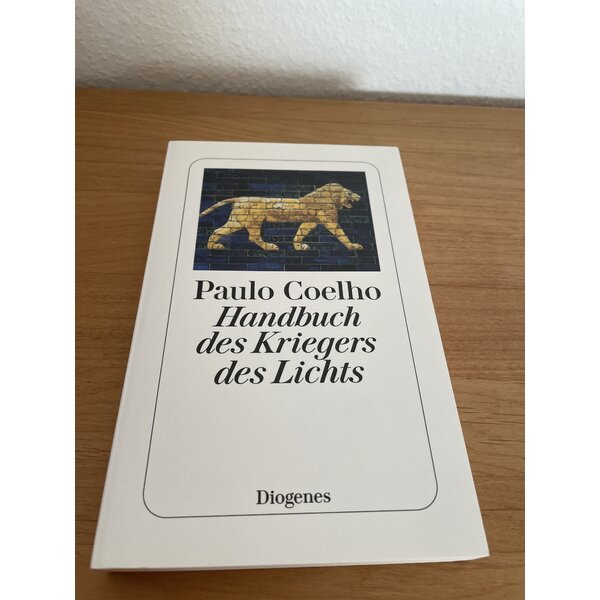 Paulo Coelho
Handbuch
des Kriegers
des Lichts
Diogenes